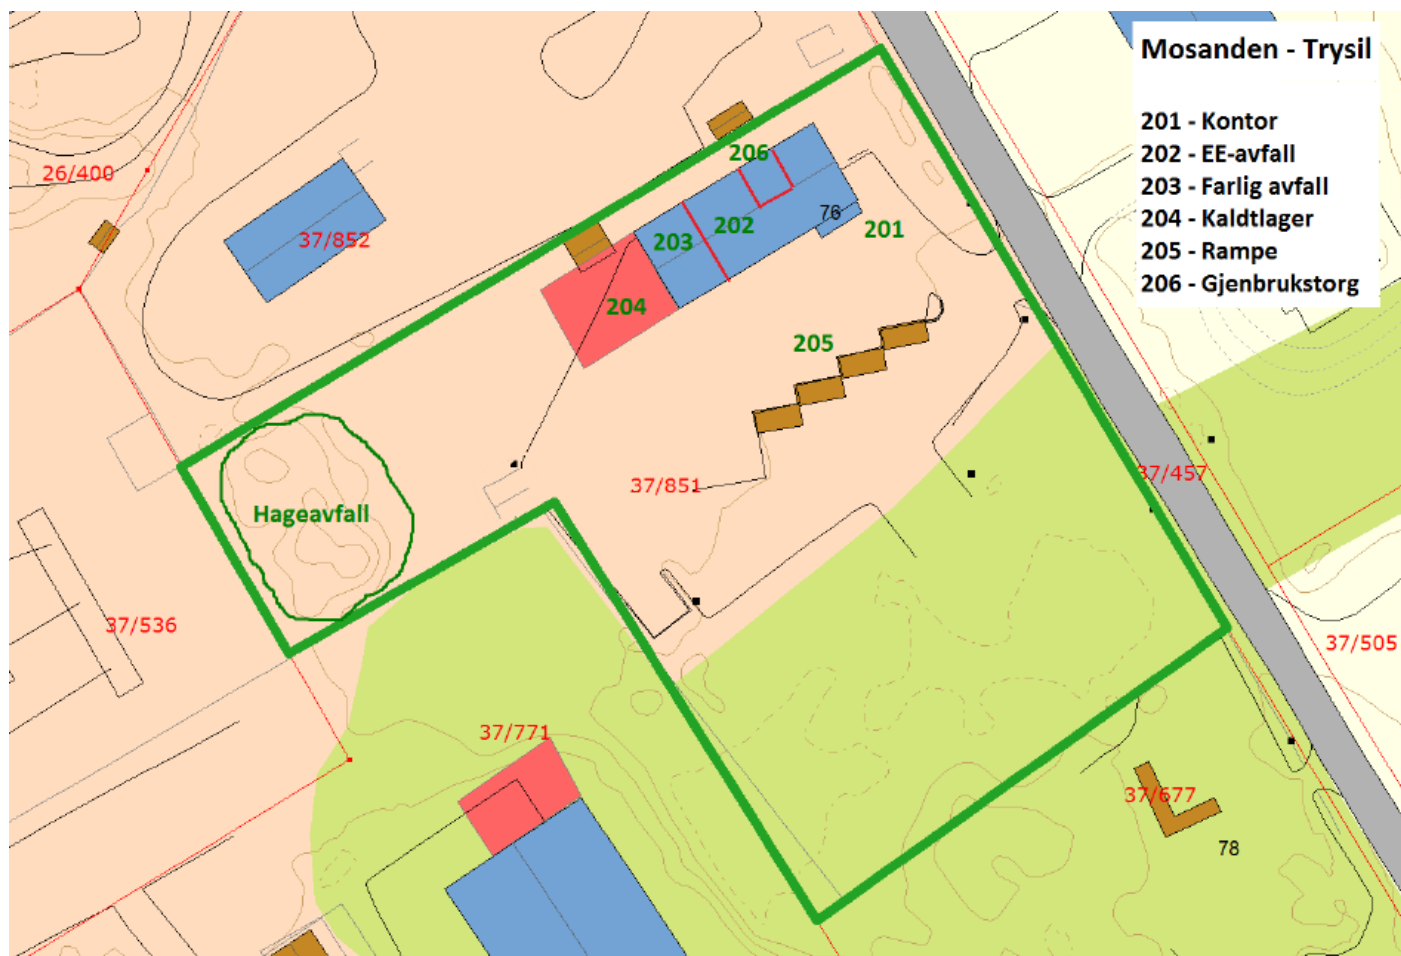 Mosanden - Trysil
201 - Kontor
202 - EE-avfall
203 - Farlig avfall
204 - Kaldtlager
205 - Rampe
206 - Gjenbrukstorg
206
26/400
76
202
201
37/852
203
204
205
37/457
37/851
Hageavfall
37/536
37/505
37/771
37/677
78